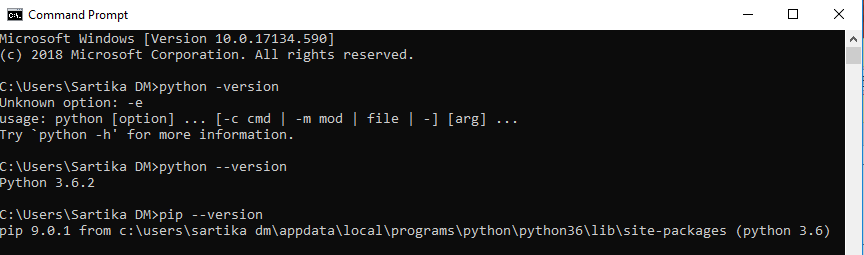 Command Prompt
Microsoft Windows [Version 10.0.17134.590]
(c) 2018 Microsoft Corporation. All rights reserved.
C:\Users\Sartika DM>python -version
Unknown option: -e
usage: python [option] ... [-c cmd | -m mod | file | -] [arg] ...
Try `python -h' for more information.
C:\Users\Sartika DM>python --version
Python 3.6.2
C:\Users\Sartika DM>pip --version
pip 9.0.1 from c:\users\sartika dm\appdata\local\programs\python\python36\lib\site-packages (python 3.6)